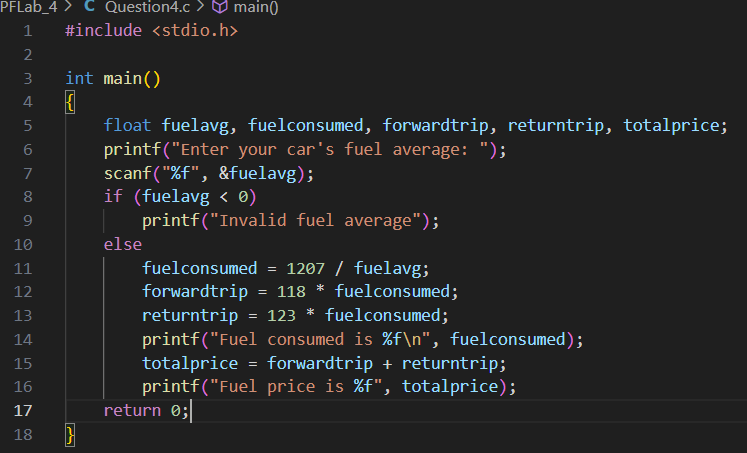 PFLab_4 > C Question4.c > main()
1 #include <stdio.h>
2
3 int main()
4 {
5 float fuelavg, fuelconsumed, forwardtrip, returntrip, totalprice;
6 printf("Enter your car's fuel average: ");
7 scanf("%f", &fuelavg);
8 if (fuelavg < 0)
9 printf("Invalid fuel average");
10 else
11 fuelconsumed = 1207 / fuelavg;
12 forwardtrip = 118 * fuelconsumed;
13 returntrip = 123 * fuelconsumed;
14 printf("Fuel consumed is %f\n", fuelconsumed);
15 totalprice = forwardtrip + returntrip;
16 printf("Fuel price is %f", totalprice);
17 return 0;
18 }